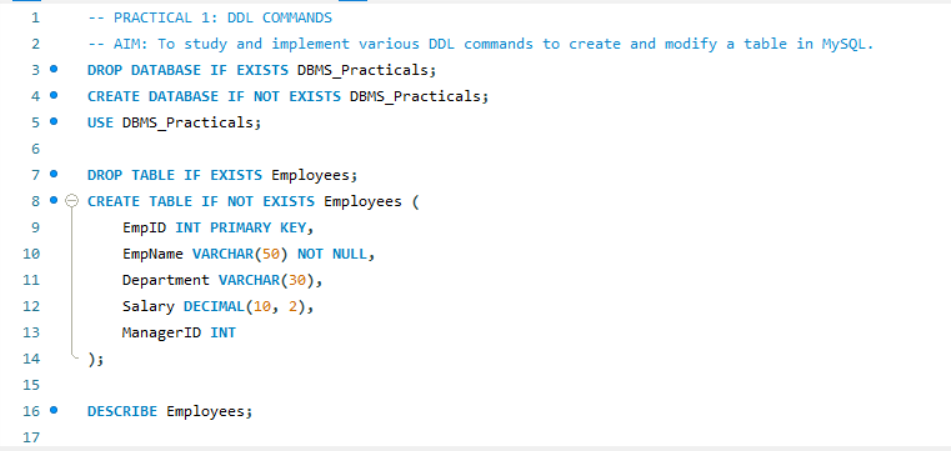 1 -- PRACTICAL 1: DDL COMMANDS
2 -- AIM: To study and implement various DDL commands to create and modify a table in MySQL.
3 DROP DATABASE IF EXISTS DBMS_Practicals;
4 CREATE DATABASE IF NOT EXISTS DBMS_Practicals;
5 USE DBMS_Practicals;
6
7 DROP TABLE IF EXISTS Employees;
8 CREATE TABLE IF NOT EXISTS Employees (
9 EmpID INT PRIMARY KEY,
10 EmpName VARCHAR(50) NOT NULL,
11 Department VARCHAR(30),
12 Salary DECIMAL(10, 2),
13 ManagerID INT
14 );
15
16 DESCRIBE Employees;
17